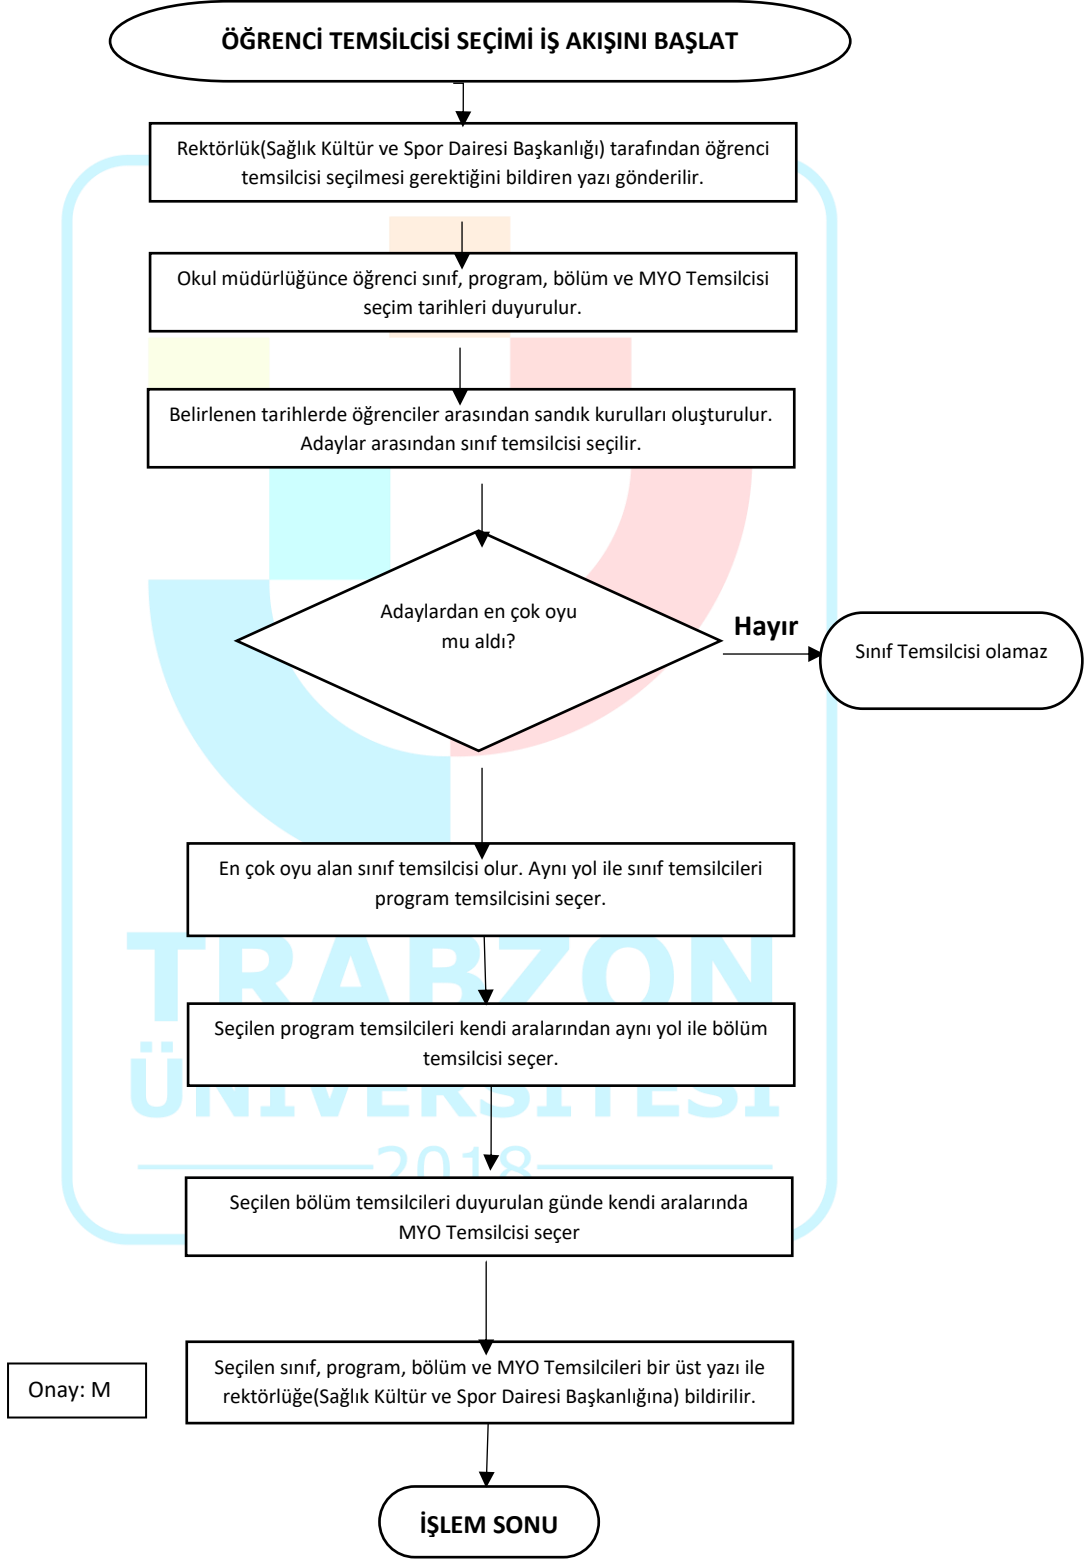 ÖĞRENCİ TEMSİLCİSİ SEÇİMİ İŞ AKIŞINI BAŞLAT
Rektörlük(Sağlık Kültür ve Spor Dairesi Başkanlığı) tarafından öğrenci
temsilcisi seçilmesi gerektiğini bildiren yazı gönderilir.
Okul müdürlüğünce öğrenci sınıf, program, bölüm ve MYO Temsilcisi
seçim tarihleri duyurulur.
Belirlenen tarihlerde öğrenciler arasından sandık kurulları oluşturulur.
Adaylar arasından sınıf temsilcisi seçilir.
Adaylardan en çok oyu
mu aldı?
Hayır
Sınıf Temsilcisi olamaz
En çok oyu alan sınıf temsilcisi olur. Aynı yol ile sınıf temsilcileri
program temsilcisini seçer.
TRABZON
Seçilen program temsilcileri kendi aralarından aynı yol ile bölüm
temsilcisi seçer.
ÜNİVERSİTESİ
2018
Seçilen bölüm temsilcileri duyurulan günde kendi aralarında
MYO Temsilcisi seçer
Seçilen sınıf, program, bölüm ve MYO Temsilcileri bir üst yazı ile
rektörlüğe(Sağlık Kültür ve Spor Dairesi Başkanlığına) bildirilir.
Onay: M
İŞLEM SONU